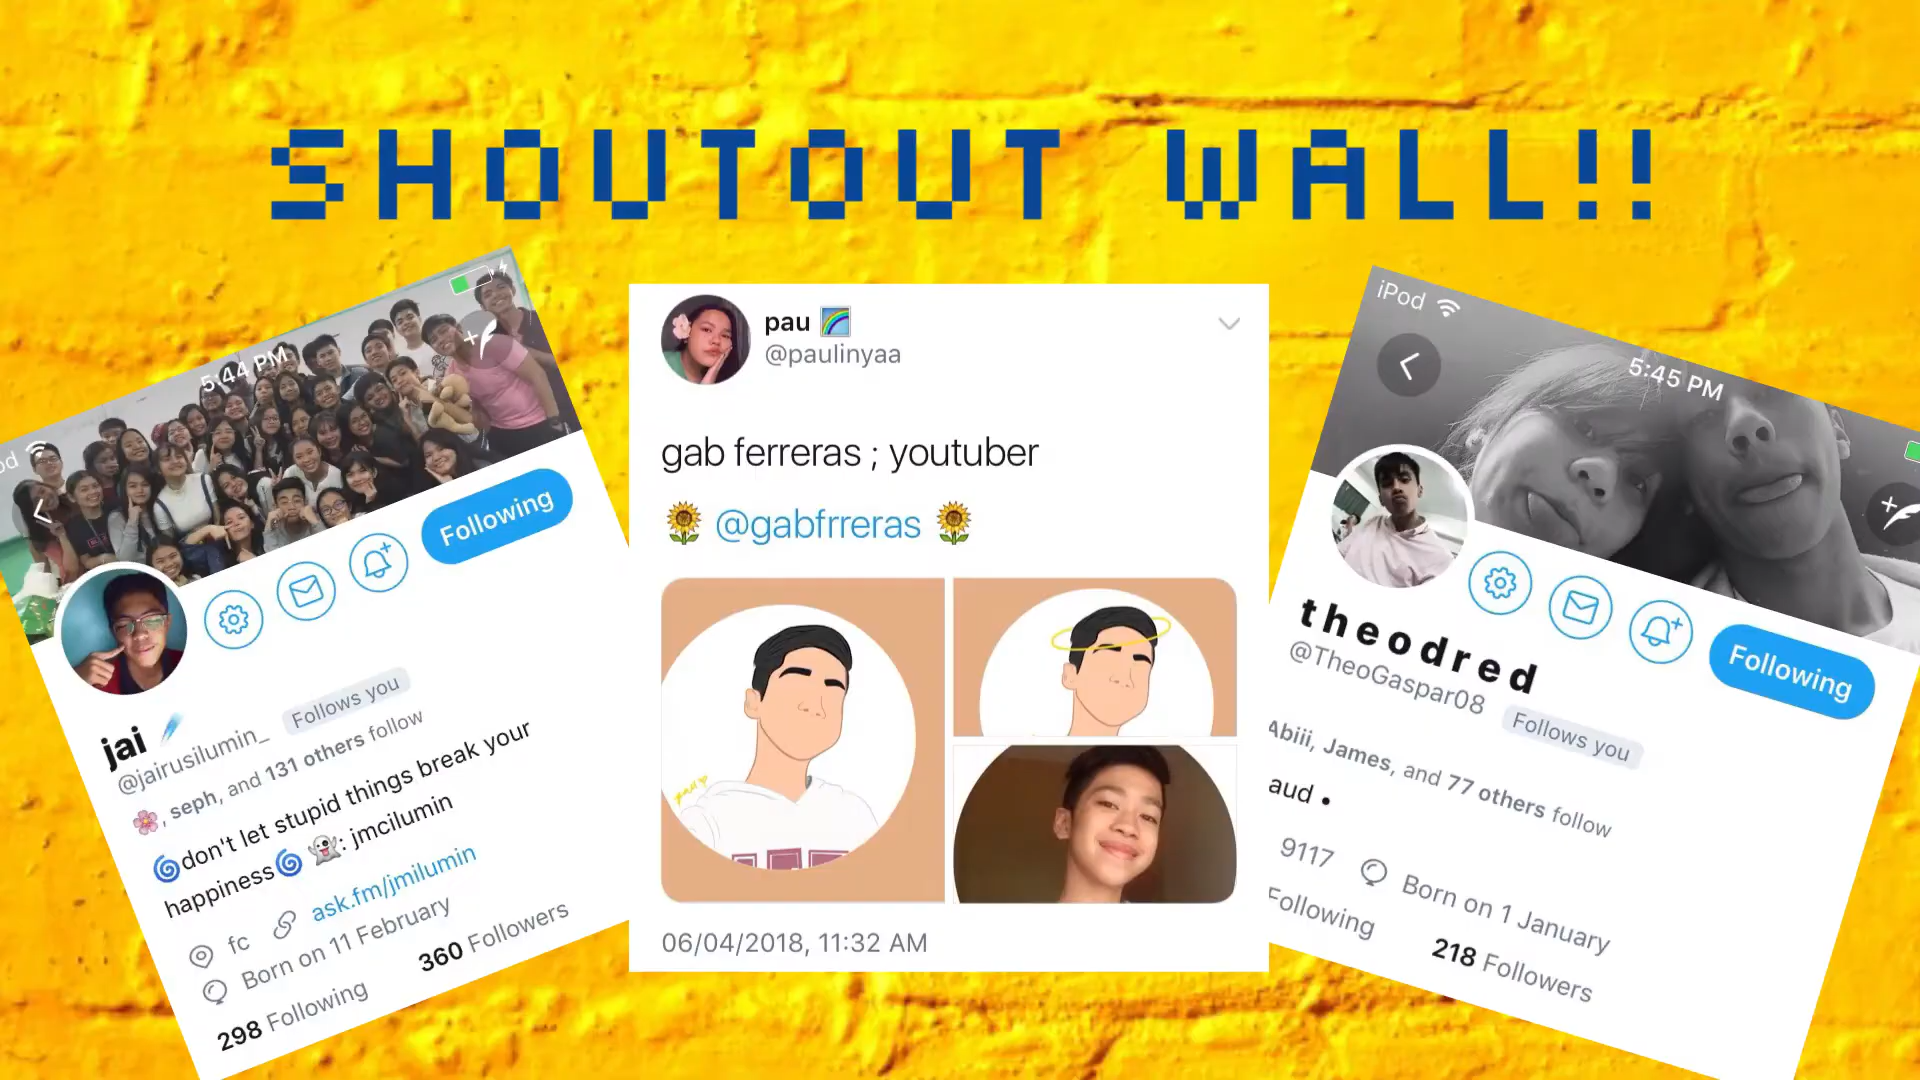 SHOUTOUT WALL!!
5:44 PM
Following
jai
@jairusilumin_ Follows you
, seph, and 131 others follow
🌀don't let stupid things break your
happiness🌀 👻: jmcilumin
fc ask.fm/jmilumin
Born on 11 February
298 Following 360 Followers
pau 🌈
@paulinyaa
gab ferreras ; youtuber
🌻 @gabfrreras 🌻
06/04/2018, 11:32 AM
iPod
5:45 PM
Following
theodred
@TheoGaspar08 Follows you
Abiii, James, and 77 others follow
aud •
9117 Born on 1 January
Following 218 Followers